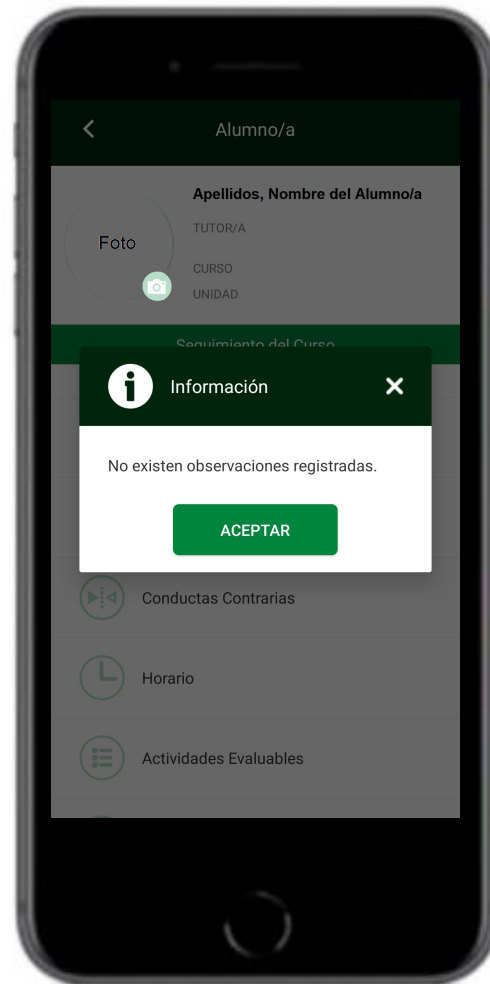 Alumno/a
Apellidos, Nombre del Alumno/a
TUTOR/A
Foto
CURSO
UNIDAD
Seguimiento del Curso
Información
No existen observaciones registradas.
ACEPTAR
Conductas Contrarias
Horario
Actividades Evaluables